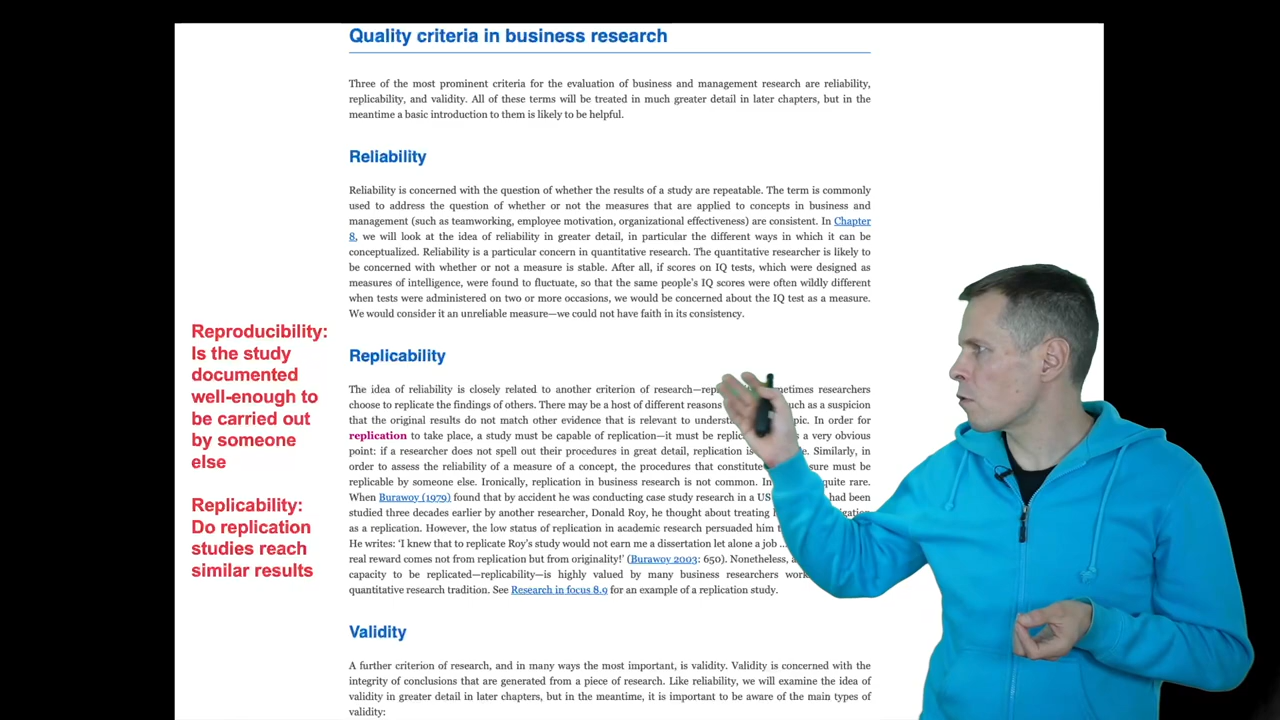 Quality criteria in business research
Three of the most prominent criteria for the evaluation of business and management research are reliability,
replicability, and validity. All of these terms will be treated in much greater detail in later chapters, but in the
meantime a basic introduction to them is likely to be helpful.
Reliability
Reliability is concerned with the question of whether the results of a study are repeatable. The term is commonly
used to address the question of whether or not the measures that are applied to concepts in business and
management (such as teamworking, employee motivation, organizational effectiveness) are consistent. In Chapter
8, we will look at the idea of reliability in greater detail, in particular the different ways in which it can be
conceptualized. Reliability is a particular concern in quantitative research. The quantitative researcher is likely to
be concerned with whether or not a measure is stable. After all, if scores on IQ tests, which were designed as
measures of intelligence, were found to fluctuate, so that the same people's IQ scores were often wildly different
when tests were administered on two or more occasions, we would be concerned about the IQ test as a measure.
We would consider it an unreliable measure—we could not have faith in its consistency.
Reproducibility:
Is the study
documented
well-enough to
be carried out
by someone
else
Replicability:
Do replication
studies reach
similar results
Replicability
The idea of reliability is closely related to another criterion of research— researchers
choose to replicate the findings of others. There may be a host of different reasons such as a suspicion
that the original results do not match other evidence that is relevant to In order for
replication to take place, a study must be capable of replication—it must be a very obvious
point: if a researcher does not spell out their procedures in great detail, replication is Similarly, in
order to assess the reliability of a measure of a concept, the procedures that constitute must be
replicable by someone else. Ironically, replication in business research is not common. In quite rare.
When Burawoy (1979) found that by accident he was conducting case study research in a US had been
studied three decades earlier by another researcher, Donald Roy, he thought about treating
as a replication. However, the low status of replication in academic research persuaded him
He writes: 'I knew that to replicate Roy's study would not earn me a dissertation let alone a job ...
real reward comes not from replication but from originality!' (Burawoy 2003: 650). Nonetheless,
capacity to be replicated—replicability—is highly valued by many business researchers
quantitative research tradition. See Research in focus 8.9 for an example of a replication study.
Validity
A further criterion of research, and in many ways the most important, is validity. Validity is concerned with the
integrity of conclusions that are generated from a piece of research. Like reliability, we will examine the idea of
validity in greater detail in later chapters, but in the meantime, it is important to be aware of the main types of
validity: